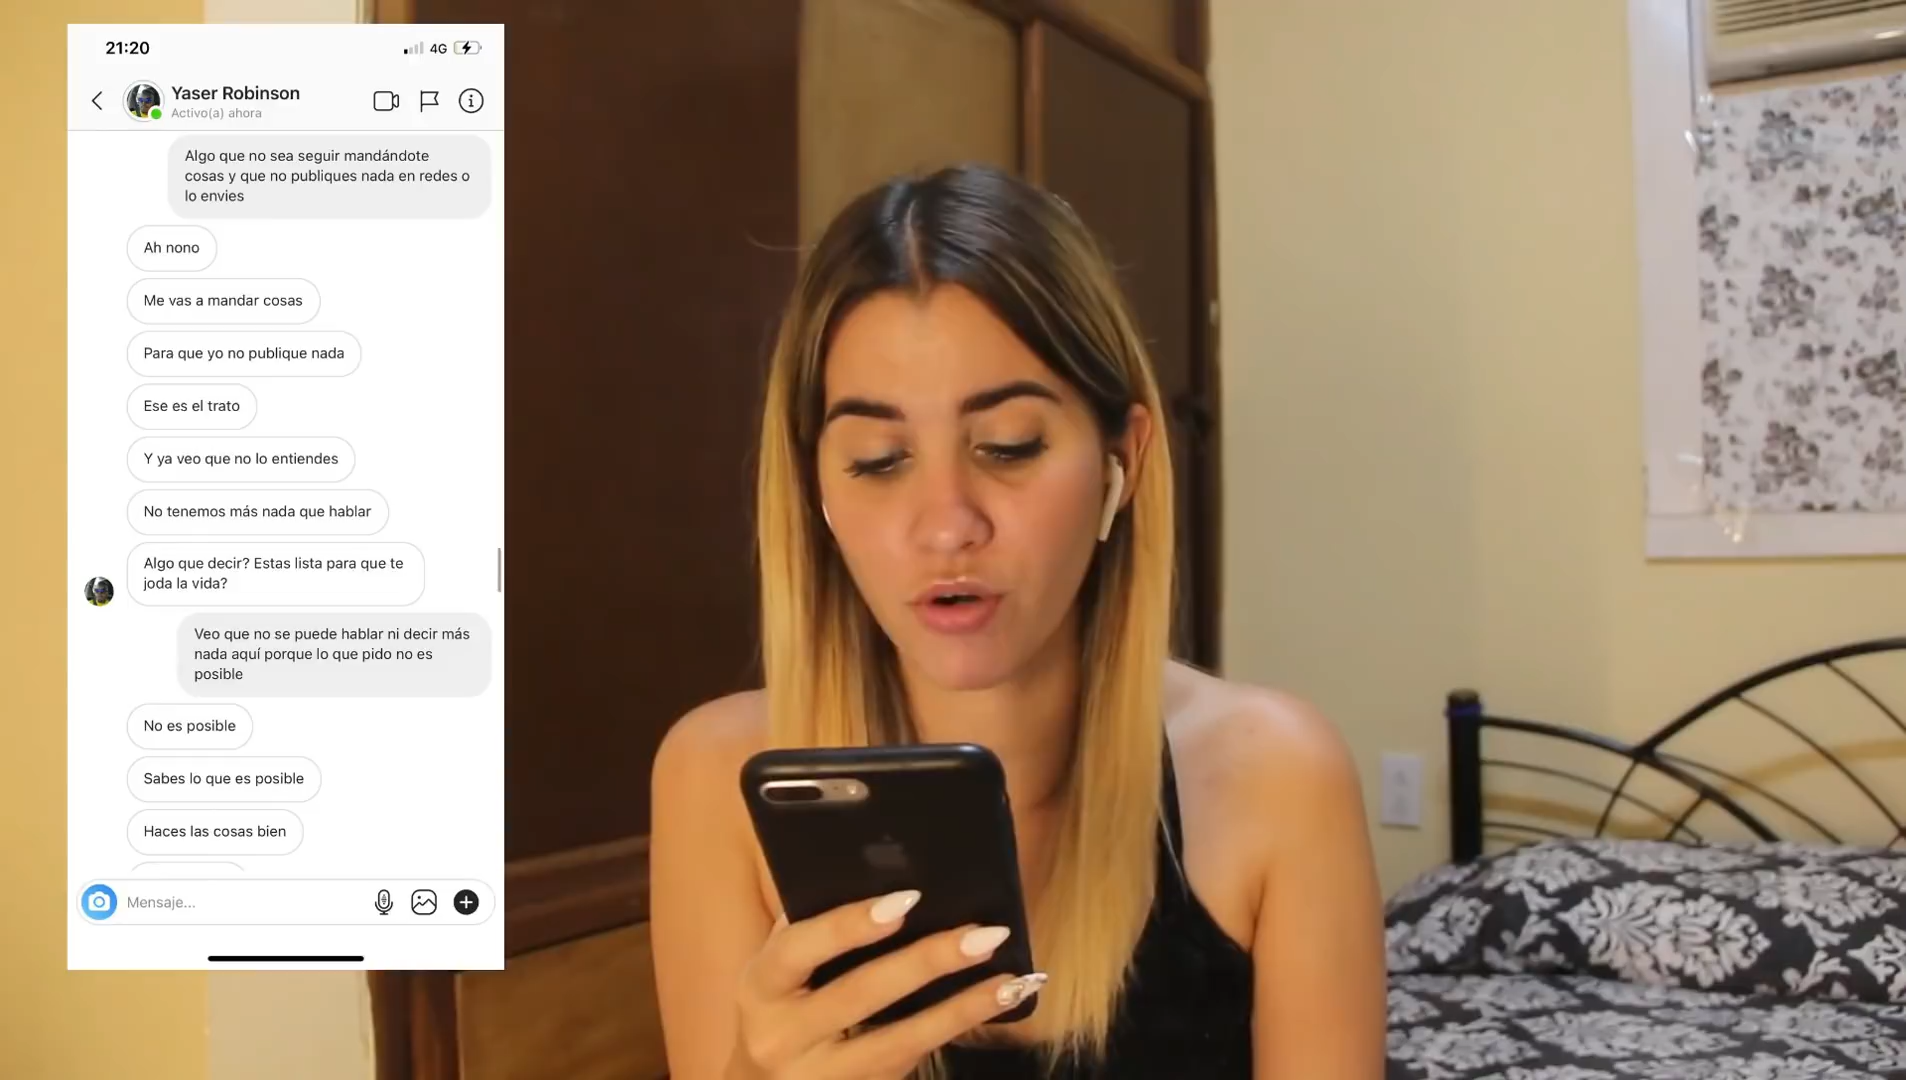 21:20
4G
Yaser Robinson
Activo(a) ahora
Algo que no sea seguir mandándote
cosas y que no publiques nada en redes o
lo envies
Ah nono
Me vas a mandar cosas
Para que yo no publique nada
Ese es el trato
Y ya veo que no lo entiendes
No tenemos más nada que hablar
Algo que decir? Estas lista para que te
joda la vida?
Veo que no se puede hablar ni decir más
nada aquí porque lo que pido no es
posible
No es posible
Sabes lo que es posible
Haces las cosas bien
Mensaje...